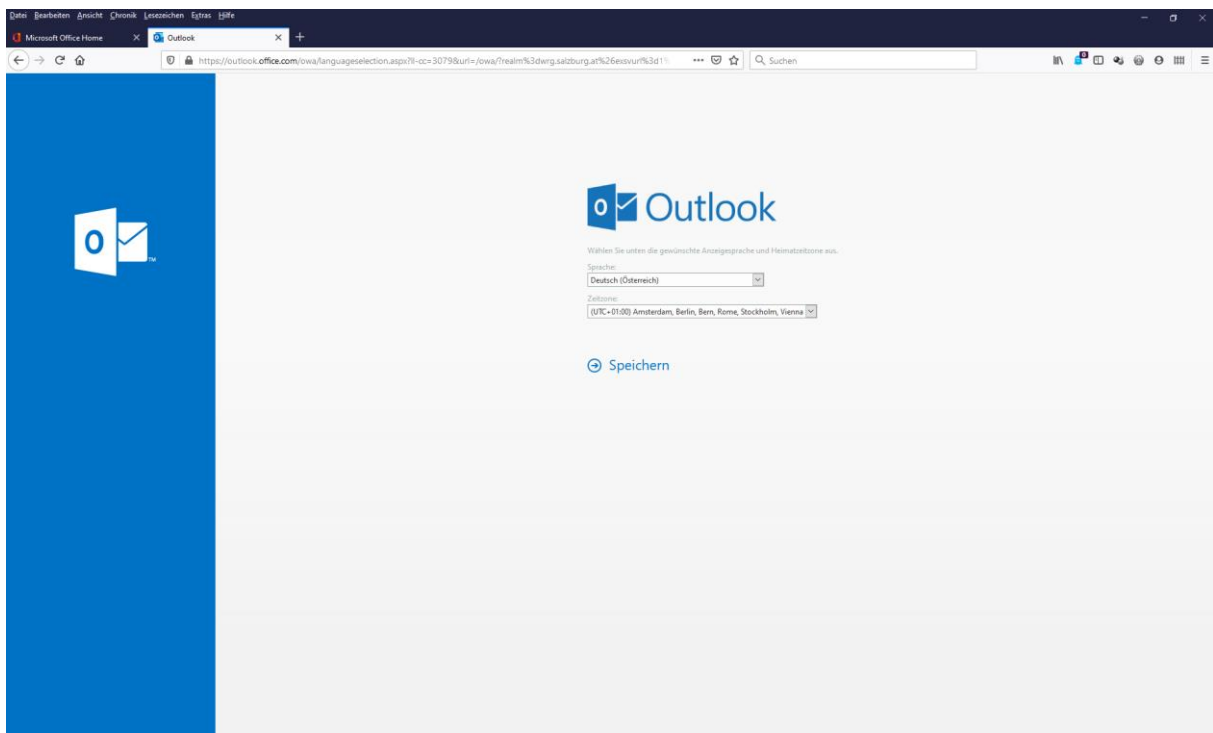 Datei Bearbeiten Ansicht Chronik Lesezeichen Extras Hilfe
Microsoft Office Home
Outlook
https://outlook.office.com/owa/languageselection.aspx?ll-cc=3079&url=/owa/?realm%3dwrg.salzburg.at%26exsvurl%3d1
Suchen
0
O
TM
O Outlook
Wählen Sie unten die gewünschte Anzeigesprache und Heimatzeitzone aus.
Sprache:
Deutsch (Österreich)
Zeitzone:
(UTC+01:00) Amsterdam, Berlin, Bern, Rome, Stockholm, Vienna
Speichern